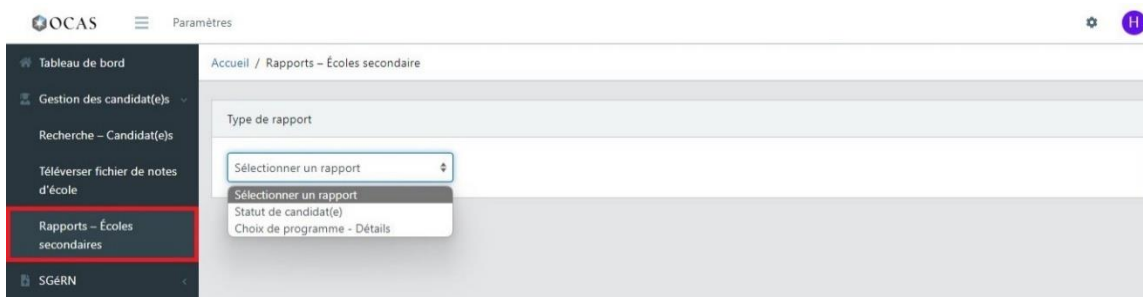 OCAS
Paramètres
H
Tableau de bord
Gestion des candidat(e)s
Recherche – Candidat(e)s
Téléverser fichier de notes
d'école
Rapports – Écoles
secondaires
SGéRN
Accueil / Rapports – Écoles secondaire
Type de rapport
Sélectionner un rapport
Sélectionner un rapport
Statut de candidat(e)
Choix de programme - Détails